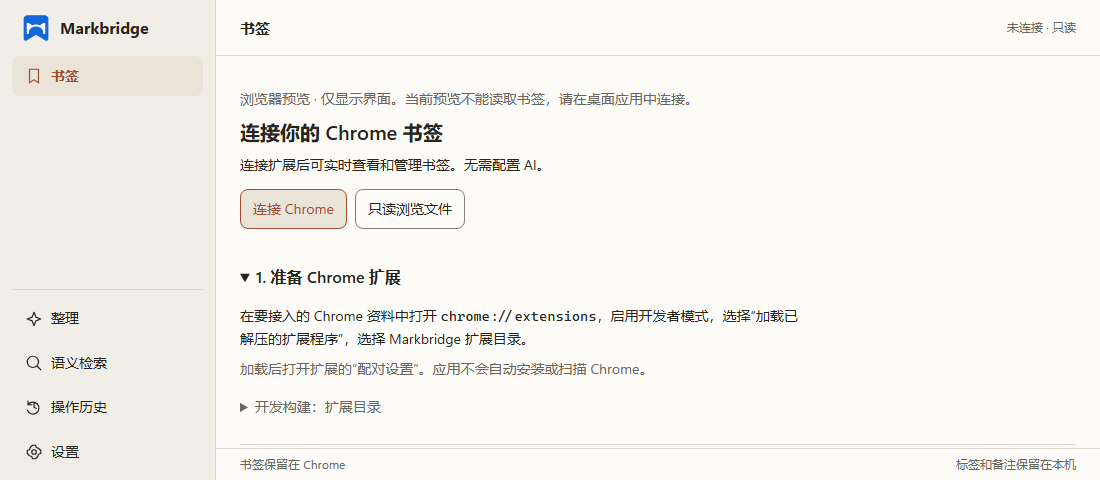 Markbridge
书签
整理
语义检索
操作历史
设置
书签
未连接 · 只读
浏览器预览 · 仅显示界面。当前预览不能读取书签，请在桌面应用中连接。
连接你的 Chrome 书签
连接扩展后可实时查看和管理书签。无需配置 AI。
连接 Chrome
只读浏览文件
1. 准备 Chrome 扩展
在要接入的 Chrome 资料中打开 chrome://extensions，启用开发者模式，选择“加载已
解压的扩展程序”，选择 Markbridge 扩展目录。
加载后打开扩展的“配对设置”。应用不会自动安装或扫描 Chrome。
开发构建：扩展目录
书签保留在 Chrome
标签和备注保留在本机